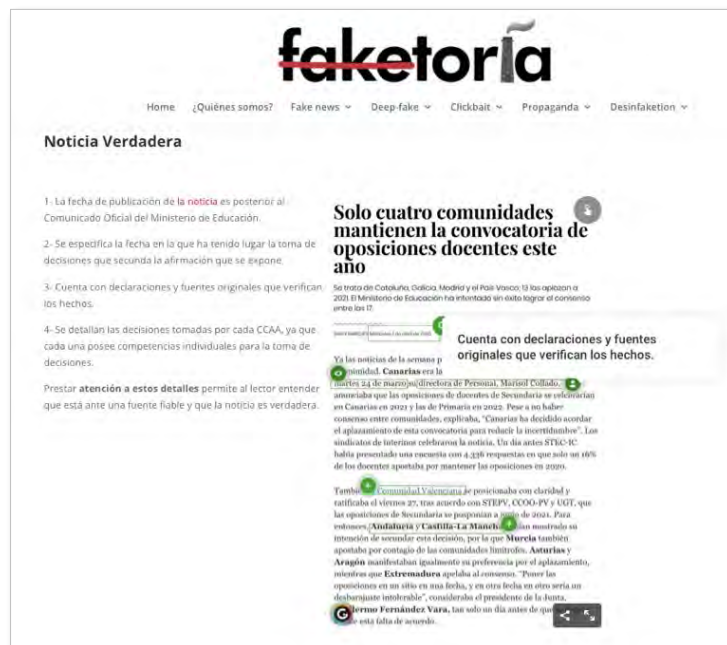 faketoría
Home ¿Quiénes somos? Fake news Deep-fake Clickbait Propaganda Desinfaketion
Noticia Verdadera
1- La fecha de publicación de la noticia es posterior al
Comunicado Oficial del Ministerio de Educación.
2- Se especifica la fecha en la que ha tenido lugar la toma de
decisiones que secunda la afirmación que se expone.
3- Cuenta con declaraciones y fuentes originales que verifican
los hechos.
4- Se detallan las decisiones tomadas por cada CCAA, ya que
cada una posee competencias individuales para la toma de
decisiones.
Prestar atención a estos detalles permite al lector entender
que está ante una fuente fiable y que la noticia es verdadera.
Solo cuatro comunidades
mantienen la convocatoria de
oposiciones docentes este
año
Se trata de Cataluña, Galicia, Madrid y el País Vasco; 13 las aplazan a
2021. El Ministerio de Educación ha intentado sin éxito lograr el consenso
entre las 17.
Cuenta con declaraciones y fuentes
originales que verifican los hechos.
Ya las noticias de la semana p
Canarias era la
martes 24 de marzo, directora de Personal, Marisol Collado,
anunciaba que las oposiciones de docentes de Secundaria se celebrarían
en Canarias en 2021 y las de Primaria en 2022. Pese a no haber
consenso entre comunidades, explicaba, "Canarias ha decidido acordar
el aplazamiento de esta convocatoria para reducir la incertidumbre". Los
sindicatos de interinos celebraron la noticia. Un día antes STEC-IC
había presentado una encuesta con 4.336 respuestas en que solo un 16%
de los docentes apostaba por mantener las oposiciones en 2020.
Comunidad Valenciana se posicionaba con claridad y
ratificaba el viernes 27, tras acuerdo con STEPV, CCOO-PV y UGT, que
las oposiciones de Secundaria se posponían a junio de 2021. Para
entonces, Andalucía y Castilla-La Mancha mostrado su
intención de secundar esta decisión, por la que Murcia también
apostaba por contagio de las comunidades limítrofes. Asturias y
Aragón manifestaban igualmente su preferencia por el aplazamiento,
mientras que Extremadura apelaba al consenso. "Poner las
oposiciones en un sitio en una fecha, y en otra fecha en otro sería un
desbarajuste intolerable", consideraba el presidente de la Junta,
Fernández Vara, tan solo un día antes de que
esta falta de acuerdo.